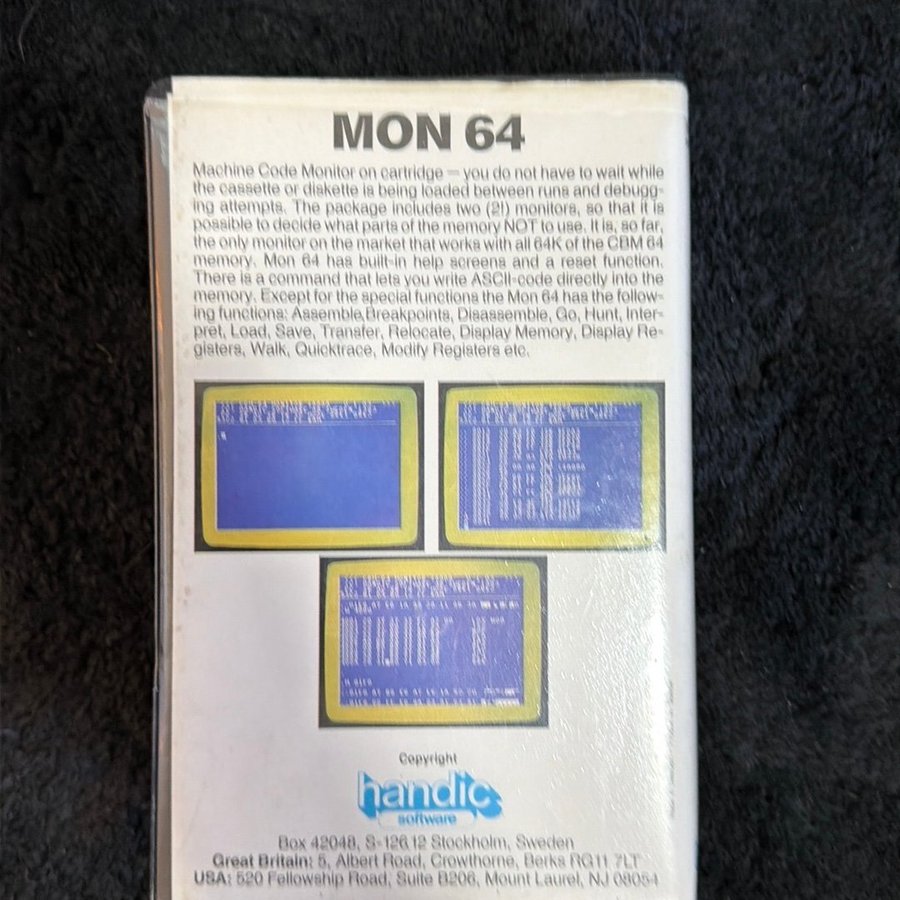 MON 64
Machine Code Monitor on cartridge — you do not have to wait while
the cassette or diskette is being loaded between runs and debugg-
ing attempts. The package includes two (2!) monitors, so that it is
possible to decide what parts of the memory NOT to use. It is, so far,
the only monitor on the market that works with all 64K of the CBM 64
memory. Mon 64 has built-in help screens and a reset function.
There is a command that lets you write ASCII-code directly into the
memory. Except for the special functions the Mon 64 has the follow-
ing functions: Assemble, Breakpoints, Disassemble, Go, Hunt, Inter-
pret, Load, Save, Transfer, Relocate, Display Memory, Display Re-
gisters, Walk, Quicktrace, Modify Registers etc.
Copyright
handic
software
Box 42048, S-126 12 Stockholm, Sweden
Great Britain: 5, Albert Road, Crowthorne, Berks RG11 7LT
USA: 520 Fellowship Road, Suite B206, Mount Laurel, NJ 08054